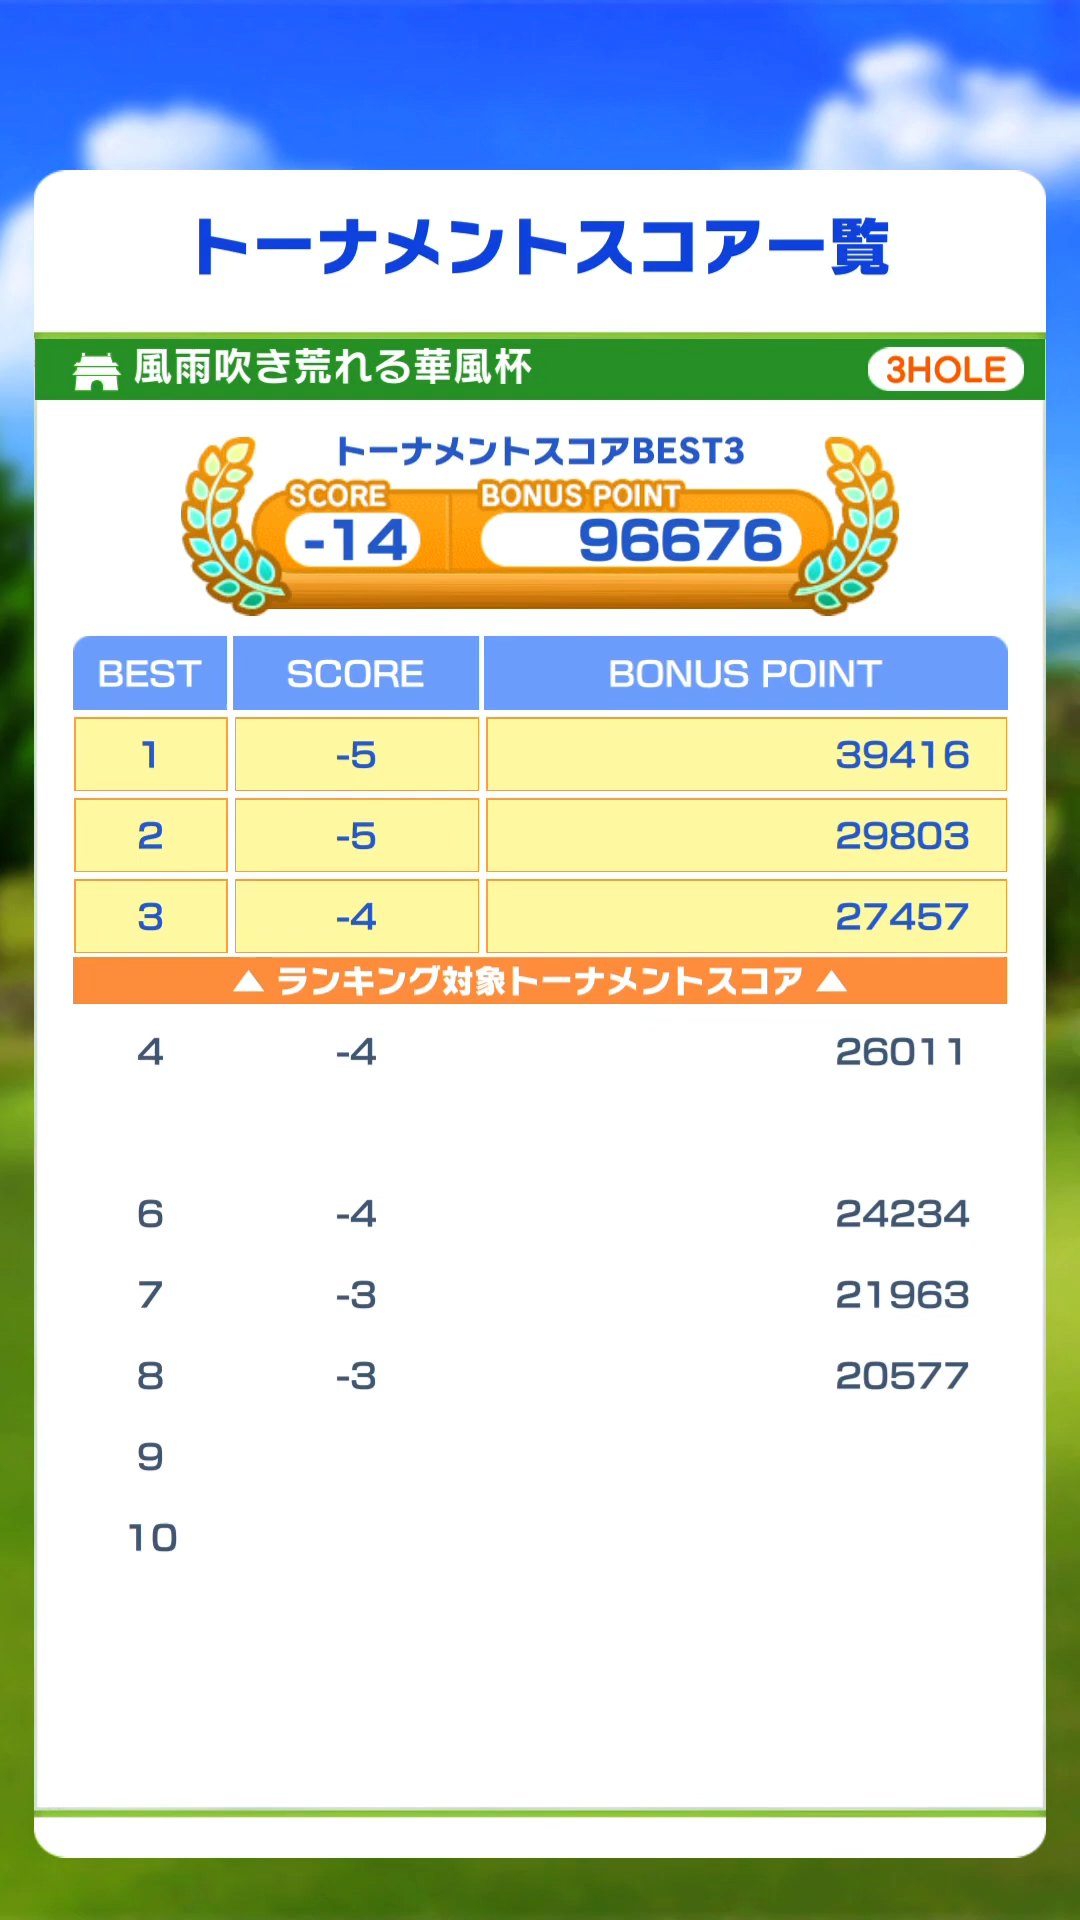 トーナメントスコア一覧
風雨吹き荒れる華風杯 3HOLE
トーナメントスコアBEST3
SCORE BONUS POINT
-14 96676
BEST SCORE BONUS POINT
1 -5 39416
2 -5 29803
3 -4 27457
▲ ランキング対象トーナメントスコア ▲
4 -4 26011
6 -4 24234
7 -3 21963
8 -3 20577
9
10